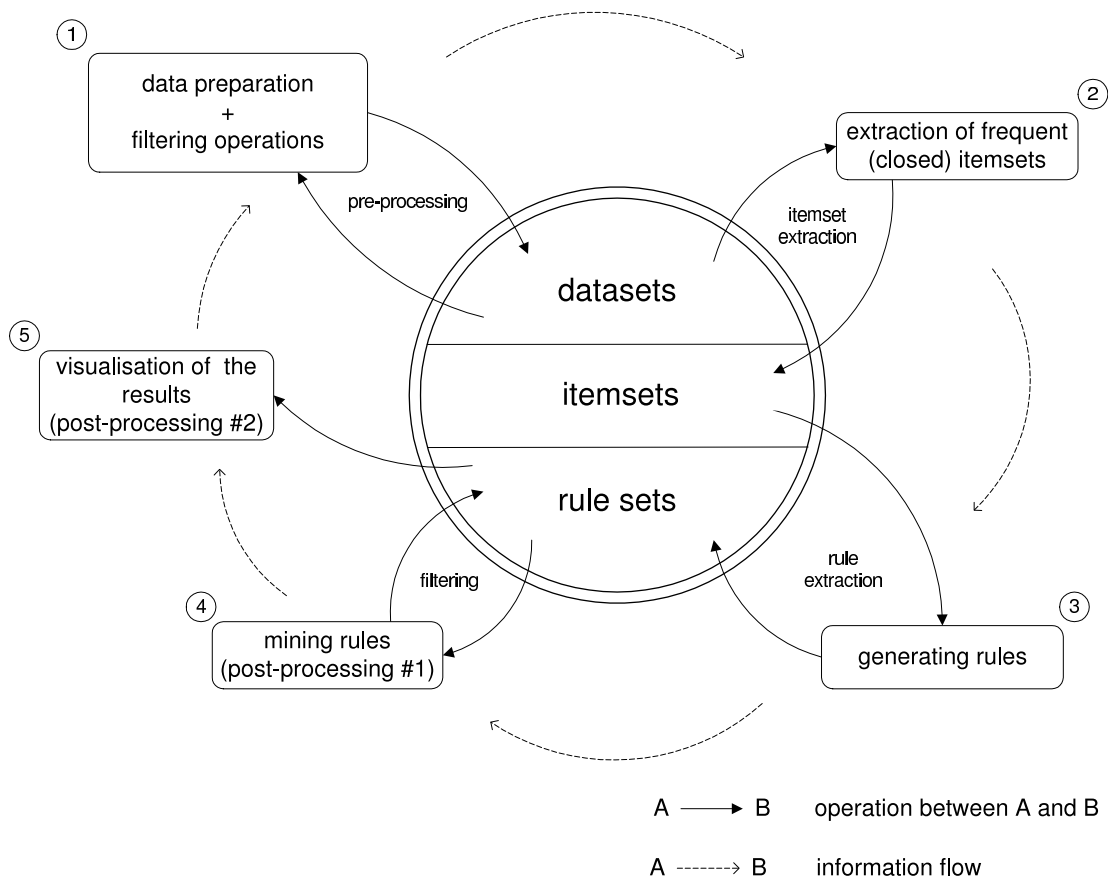 1
data preparation
+
filtering operations
2
extraction of frequent
(closed) itemsets
pre-processing
itemset
extraction
datasets
5
visualisation of the
results
(post-processing #2)
itemsets
rule sets
filtering
rule
extraction
4
mining rules
(post-processing #1)
3
generating rules
A B operation between A and B
A B information flow